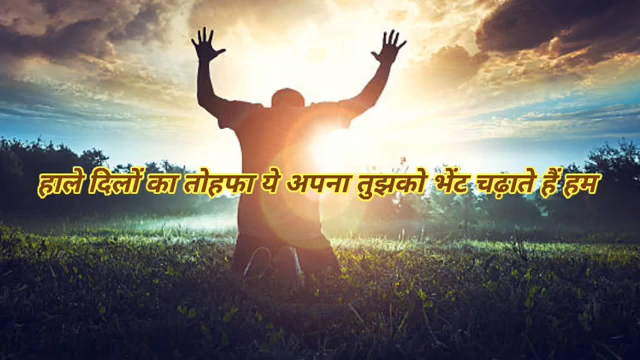 हाले दिलों का तोहफा ये अपना तुझको भेंट चढ़ाते हैं हम